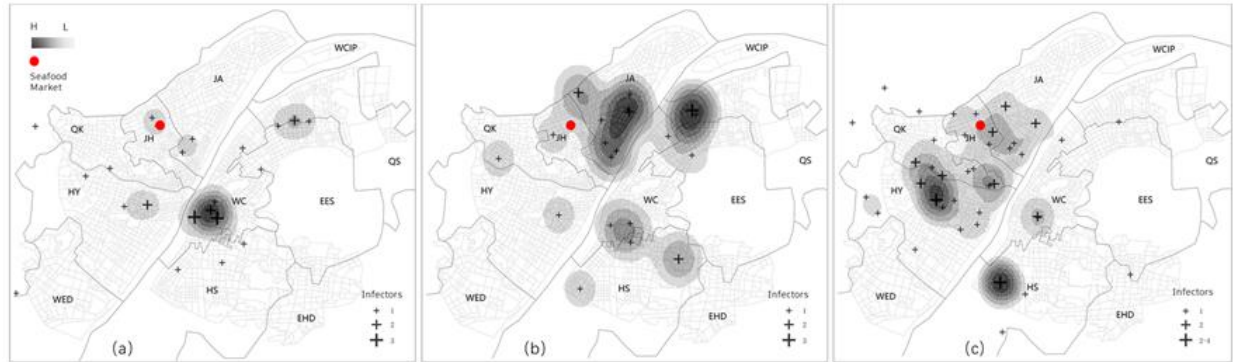 H L
Seafood
Market
WCIP
JA
QK
JH
QS
HY
WC
EES
WED
HS
EHD
Infectors
1
2
3
(a)
WCIP
JA
QK
JH
QS
HY
WC
EES
WED
HS
EHD
Infectors
1
2
3
(b)
WCIP
JA
QK
JH
QS
HY
WC
EES
WED
HS
EHD
Infectors
1
2
2-4
(c)